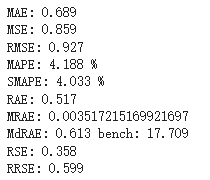 MAE: 0.689
MSE: 0.859
RMSE: 0.927
MAPE: 4.188 %
SMAPE: 4.033 %
RAE: 0.517
MRAE: 0.003517215169921697
MdRAE: 0.613 bench: 17.709
RSE: 0.358
RRSE: 0.599